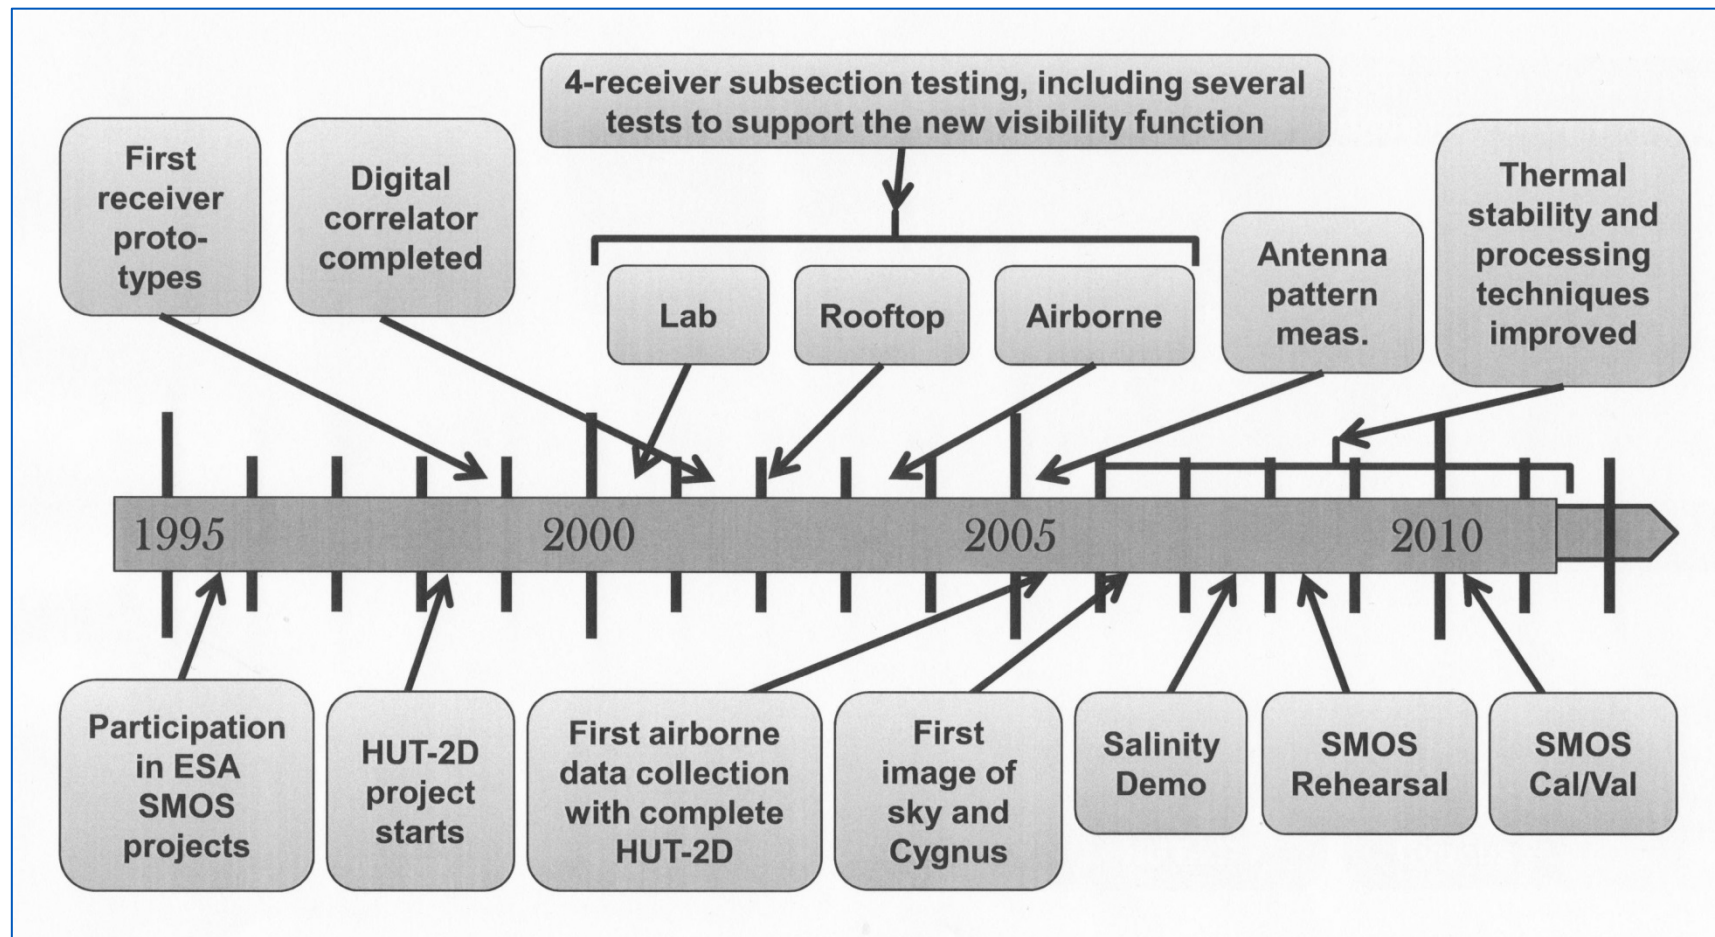 4-receiver subsection testing, including several
tests to support the new visibility function
First
receiver
proto-
types
Digital
correlator
completed
Lab
Rooftop
Airborne
Antenna
pattern
meas.
Thermal
stability and
processing
techniques
improved
1995
2000
2005
2010
Participation
in ESA
SMOS
projects
HUT-2D
project
starts
First airborne
data collection
with complete
HUT-2D
First
image of
sky and
Cygnus
Salinity
Demo
SMOS
Rehearsal
SMOS
Cal/Val